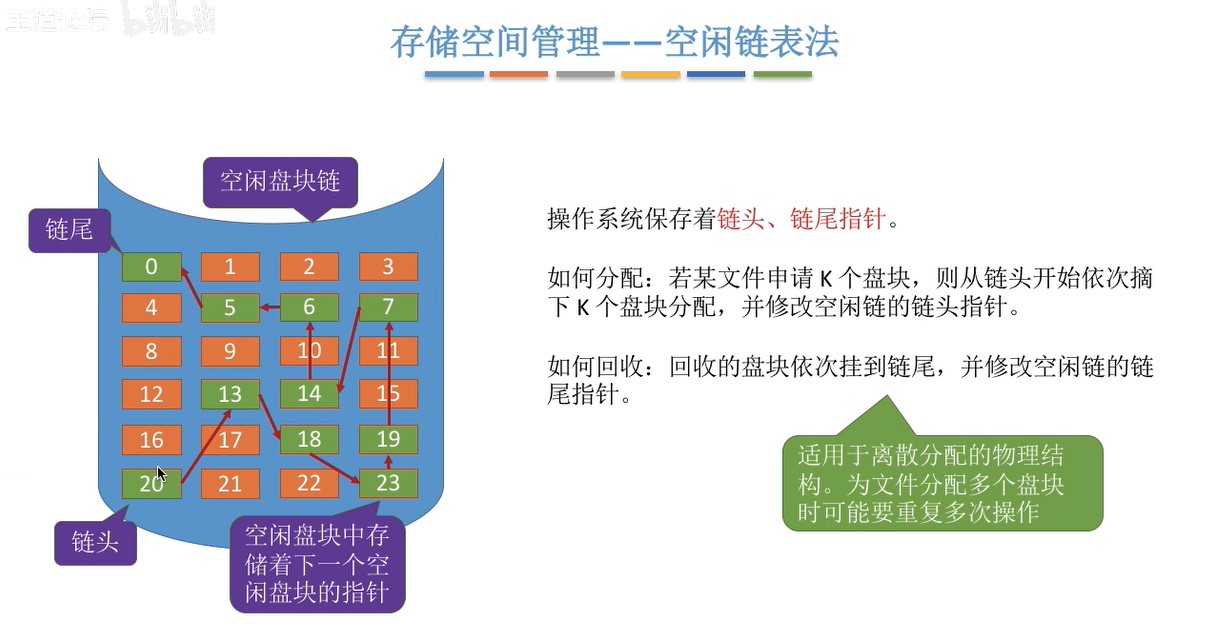 王道论坛 bilibili
存储空间管理——空闲链表法
空闲盘块链
链尾
0 1 2 3
4 5 6 7
8 9 10 11
12 13 14 15
16 17 18 19
20 21 22 23
链头
空闲盘块中存
储着下一个空
闲盘块的指针
操作系统保存着链头、链尾指针。
如何分配：若某文件申请 K 个盘块，则从链头开始依次摘
下 K 个盘块分配，并修改空闲链的链头指针。
如何回收：回收的盘块依次挂到链尾，并修改空闲链的链
尾指针。
适用于离散分配的物理结
构。为文件分配多个盘块
时可能要重复多次操作